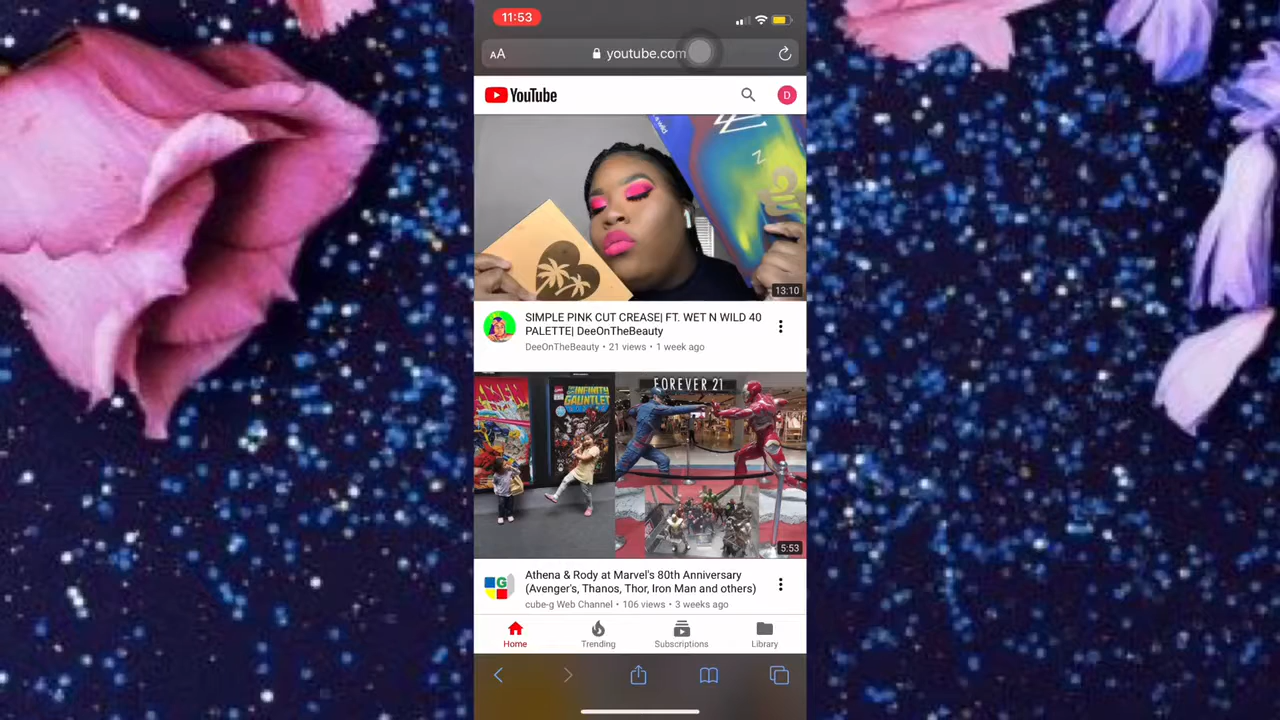 11:53
AA
youtube.com
YouTube
D
13:10
SIMPLE PINK CUT CREASE| FT. WET N WILD 40
PALETTE| DeeOnTheBeauty
DeeOnTheBeauty • 21 views • 1 week ago
FOREVER 21
INFINITY
GAUNTLET
5:53
Athena & Rody at Marvel's 80th Anniversary
(Avenger's, Thanos, Thor, Iron Man and others)
cube-g Web Channel • 106 views • 3 weeks ago
Home
Trending
Subscriptions
Library